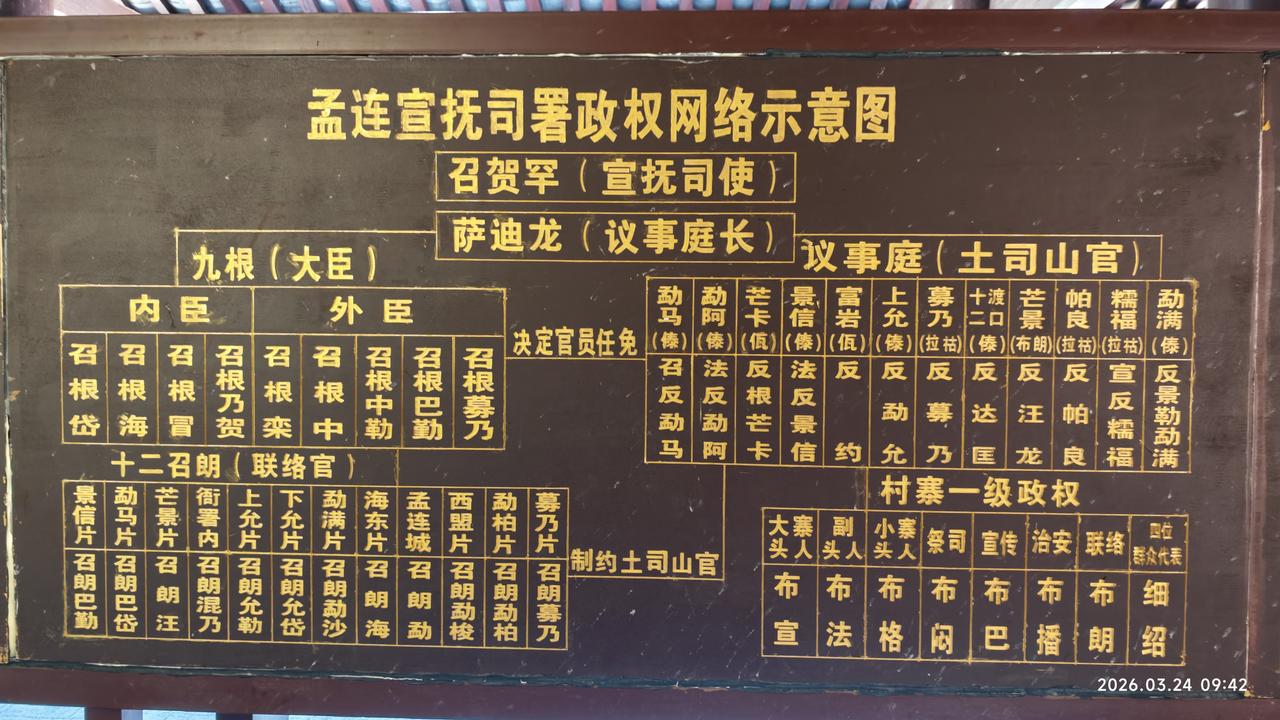 孟连宣抚司署政权网络示意图
召贺罕（宣抚司使）
萨迪龙（议事庭长）
九根（大臣）
内臣 外臣
召根岱 召根海 召根冒 召根乃贺 召根栾 召根中 召根中勒 召根巴勤 召根募乃
决定官员任免
议事庭（土司山官）
勐马(傣) 勐阿(傣) 芒卡(佤) 景信(傣) 富岩(佤) 上允(傣) 募乃(拉祜) 十二渡口(傣) 芒景(布朗) 帕良(拉祜) 糯福(拉祜) 勐满(傣)
召反勐马 法反勐阿 反根芒卡 法反景信 反约 反勐允 反募乃 反达匡 反汪龙 反帕良 宣反糯福 反景勒勐满
十二召朗（联络官）
景信片 勐马片 芒景片 衙署内 上允片 下允片 勐满片 海东片 孟连城 西盟片 勐柏片 募乃片
召朗巴勤 召朗巴岱 召朗汪 召朗混乃 召朗允勒 召朗允岱 召朗勐沙 召朗海 召朗勐 召朗勐梭 召朗勐柏 召朗募乃
制约土司山官
村寨一级政权
大寨头人 副头人 小寨头人 祭司 宣传 治安 联络 四位群众代表
布宣 布法 布格 布闷 布巴 布播 布朗 细绍
2026.03.24 09:42